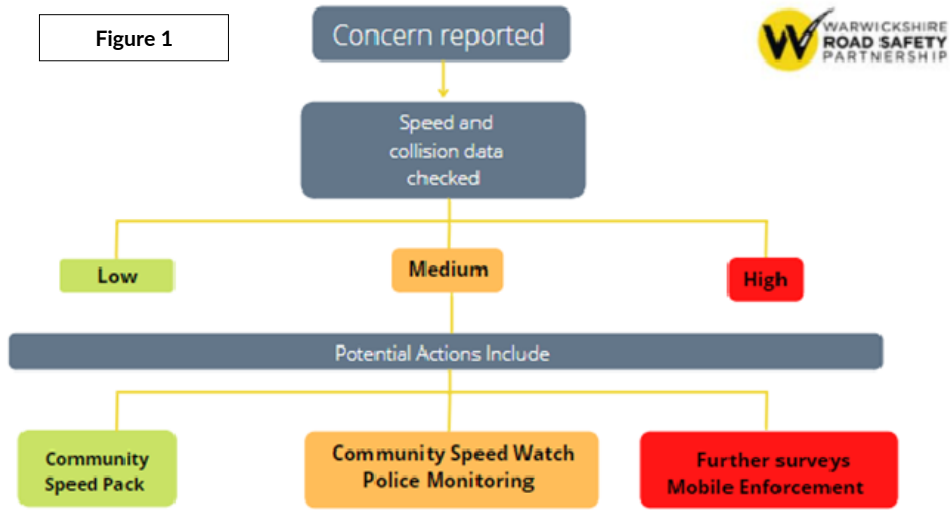 Figure 1
Concern reported
WARWICKSHIRE
ROAD SAFETY
PARTNERSHIP
Speed and
collision data
checked
Low
Medium
High
Potential Actions Include
Community
Speed Pack
Community Speed Watch
Police Monitoring
Further surveys
Mobile Enforcement